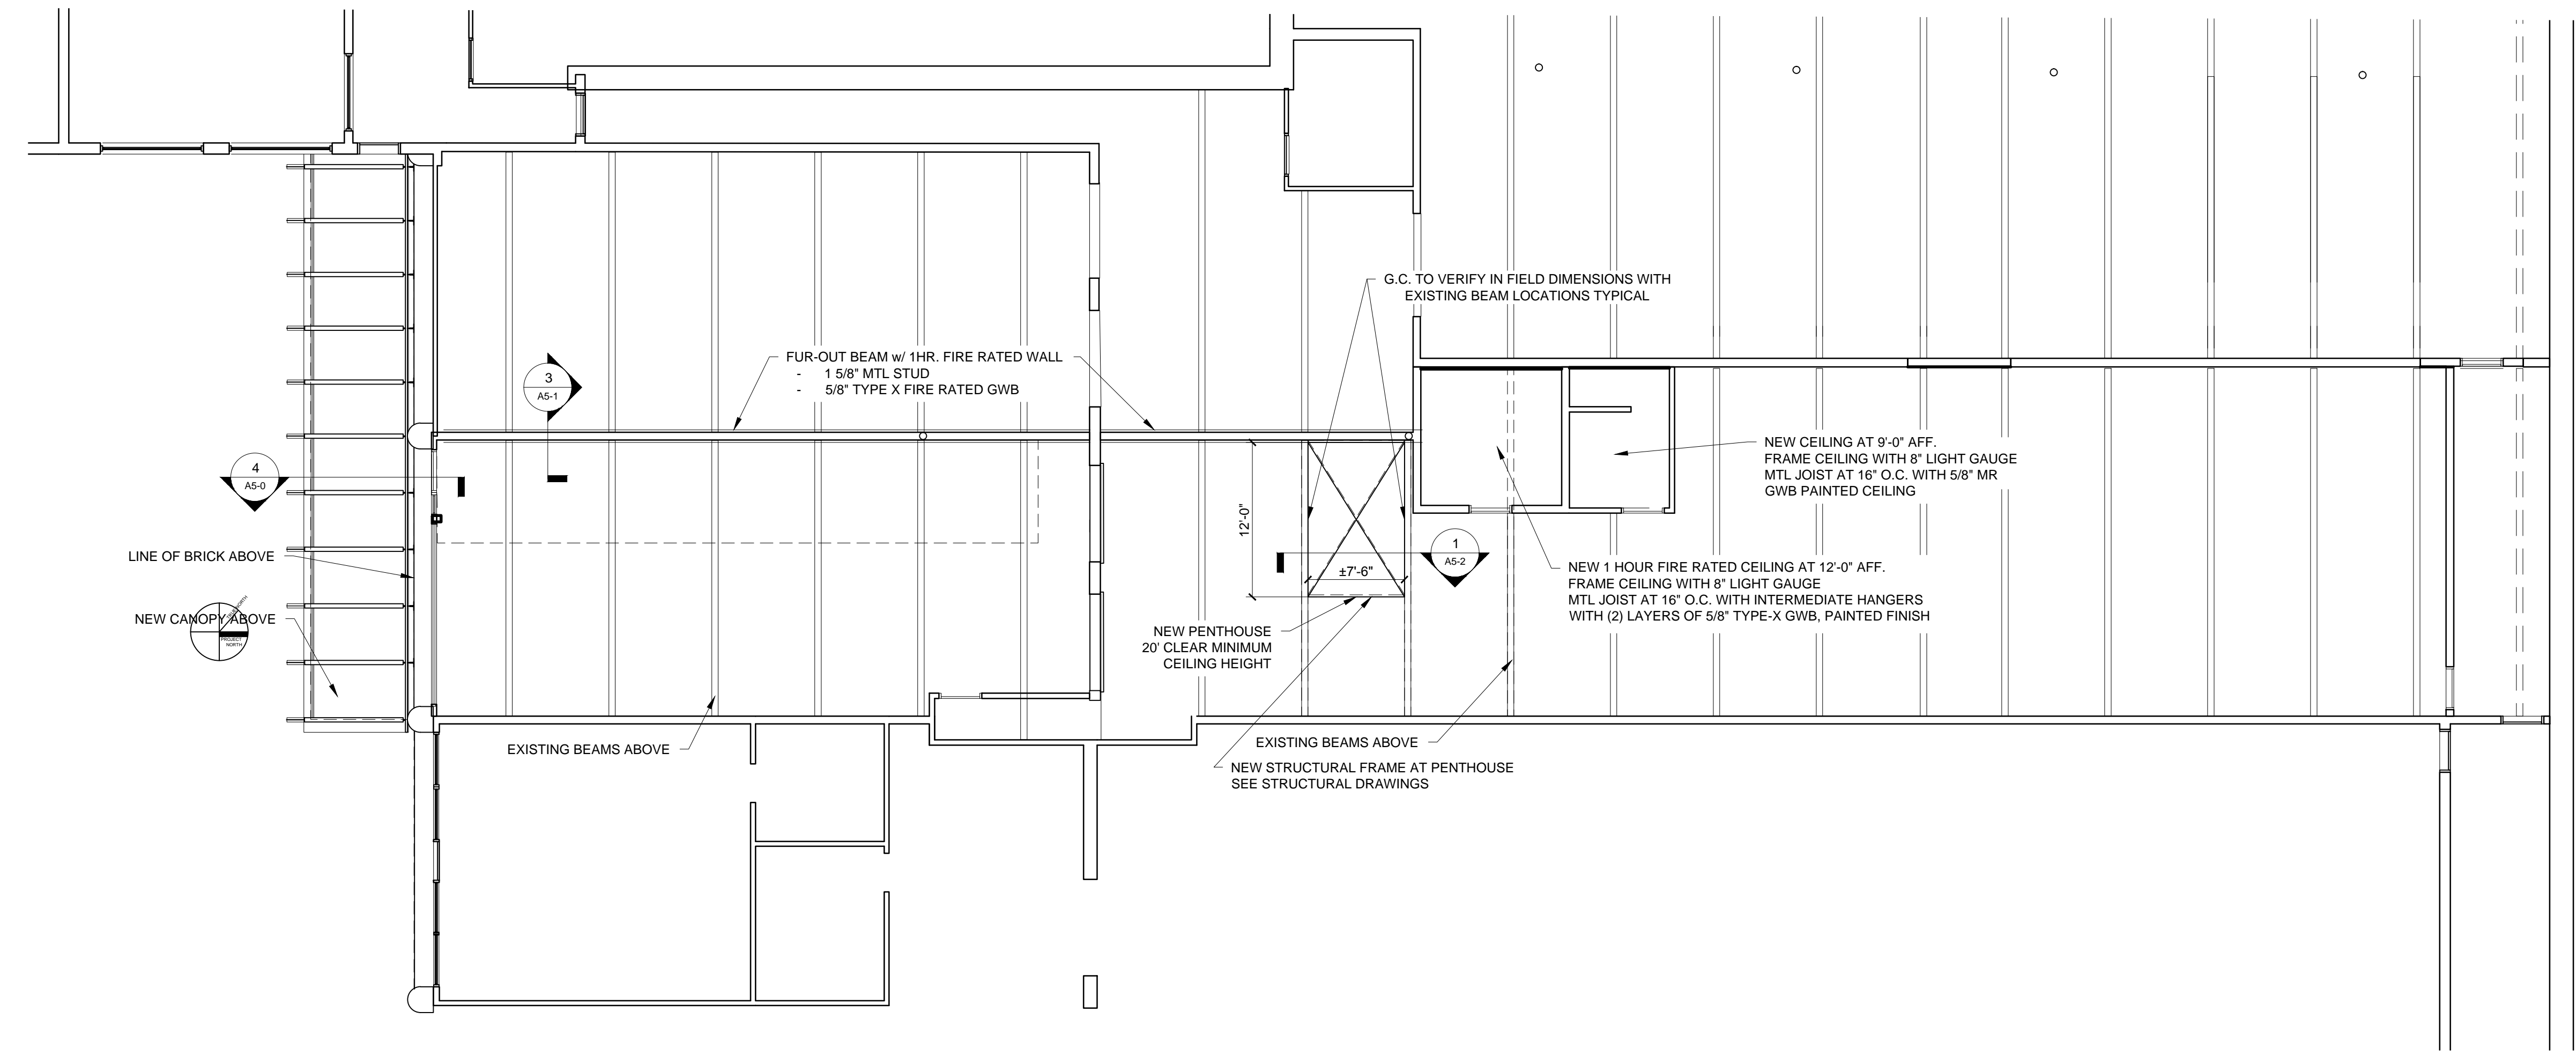 G.C. TO VERIFY IN FIELD DIMENSIONS WITH
EXISTING BEAM LOCATIONS TYPICAL
FUR-OUT BEAM w/ 1HR. FIRE RATED WALL
- 1 5/8" MTL STUD
- 5/8" TYPE X FIRE RATED GWB
3
A5-1
4
A5-0
NEW CEILING AT 9'-0" AFF.
FRAME CEILING WITH 8" LIGHT GAUGE
MTL JOIST AT 16" O.C. WITH 5/8" MR
GWB PAINTED CEILING
12'-0"
±7'-6"
1
A5-2
LINE OF BRICK ABOVE
NEW CANOPY ABOVE
TRUE NORTH
PROJECT
NORTH
NEW 1 HOUR FIRE RATED CEILING AT 12'-0" AFF.
FRAME CEILING WITH 8" LIGHT GAUGE
MTL JOIST AT 16" O.C. WITH INTERMEDIATE HANGERS
WITH (2) LAYERS OF 5/8" TYPE-X GWB, PAINTED FINISH
NEW PENTHOUSE
20' CLEAR MINIMUM
CEILING HEIGHT
EXISTING BEAMS ABOVE
EXISTING BEAMS ABOVE
NEW STRUCTURAL FRAME AT PENTHOUSE
SEE STRUCTURAL DRAWINGS